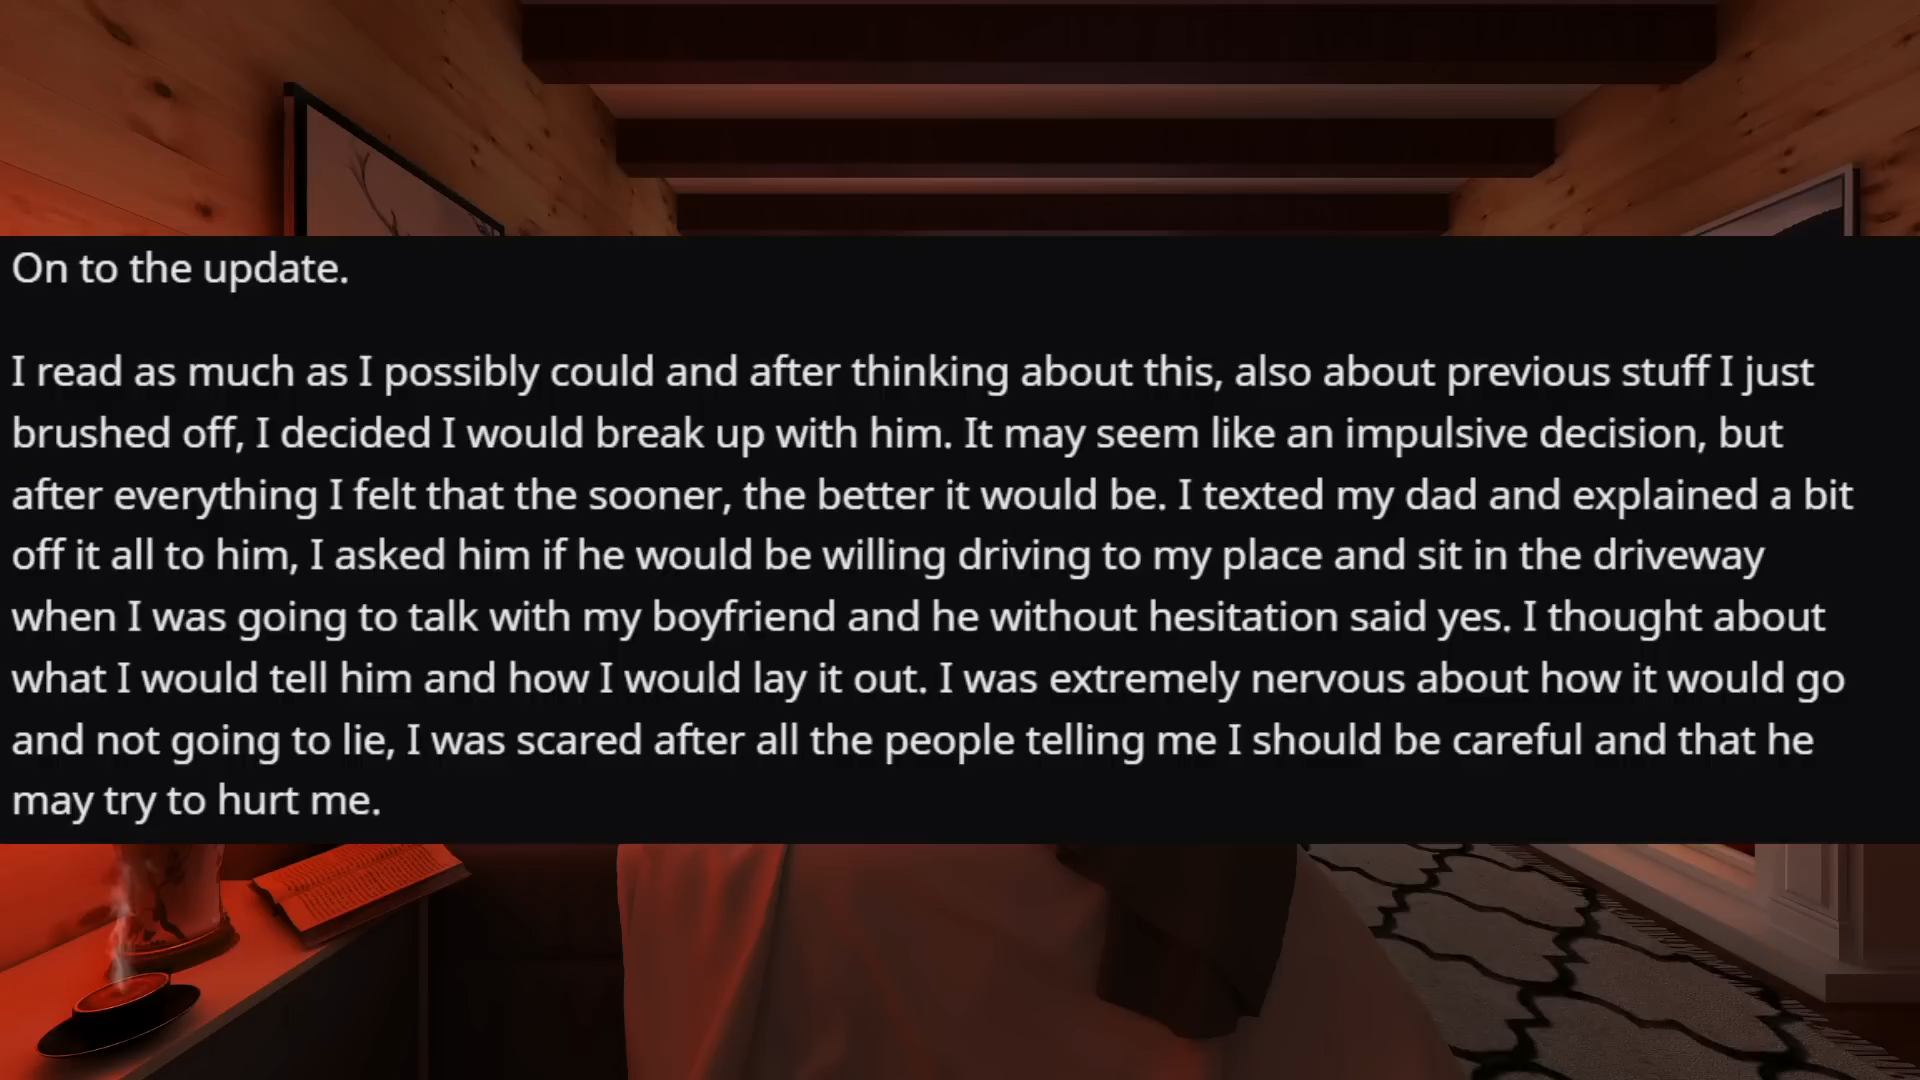 On to the update.
I read as much as I possibly could and after thinking about this, also about previous stuff I just
brushed off, I decided I would break up with him. It may seem like an impulsive decision, but
after everything I felt that the sooner, the better it would be. I texted my dad and explained a bit
off it all to him, I asked him if he would be willing driving to my place and sit in the driveway
when I was going to talk with my boyfriend and he without hesitation said yes. I thought about
what I would tell him and how I would lay it out. I was extremely nervous about how it would go
and not going to lie, I was scared after all the people telling me I should be careful and that he
may try to hurt me.